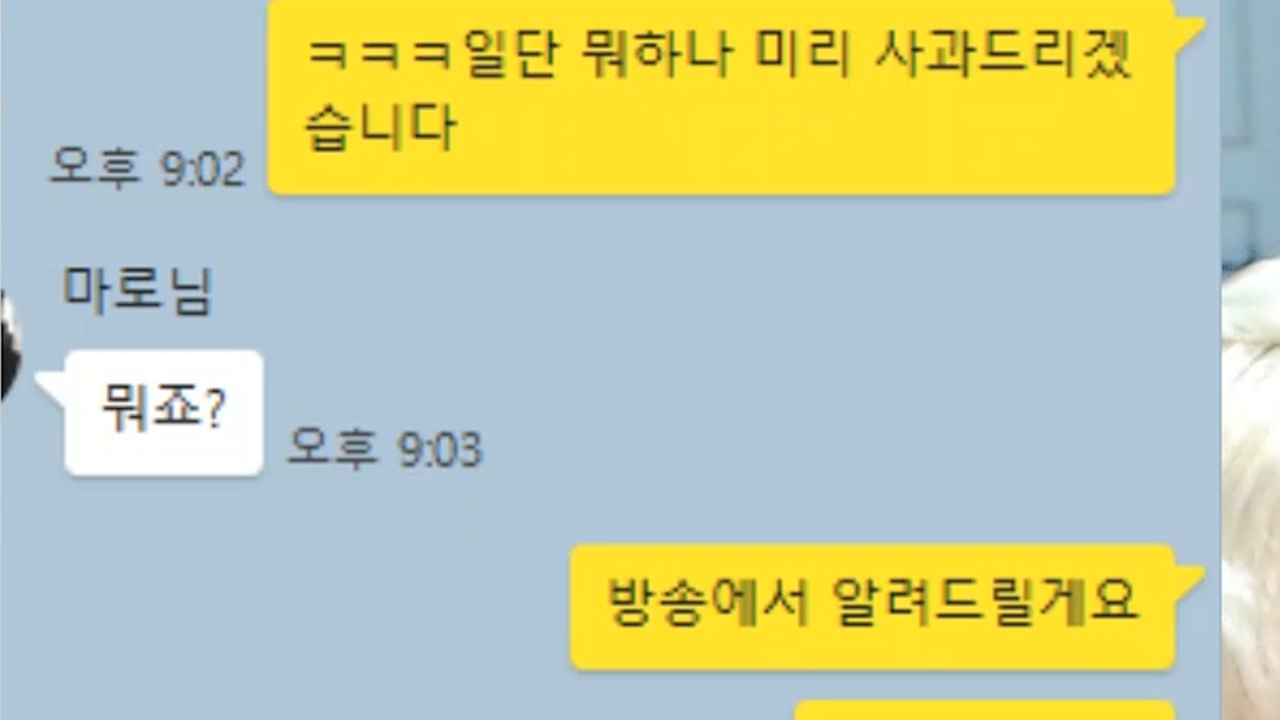 ㅋㅋㅋ일단 뭐하나 미리 사과드리겠
습니다
오후 9:02
마로님
뭐죠?
오후 9:03
방송에서 알려드릴게요